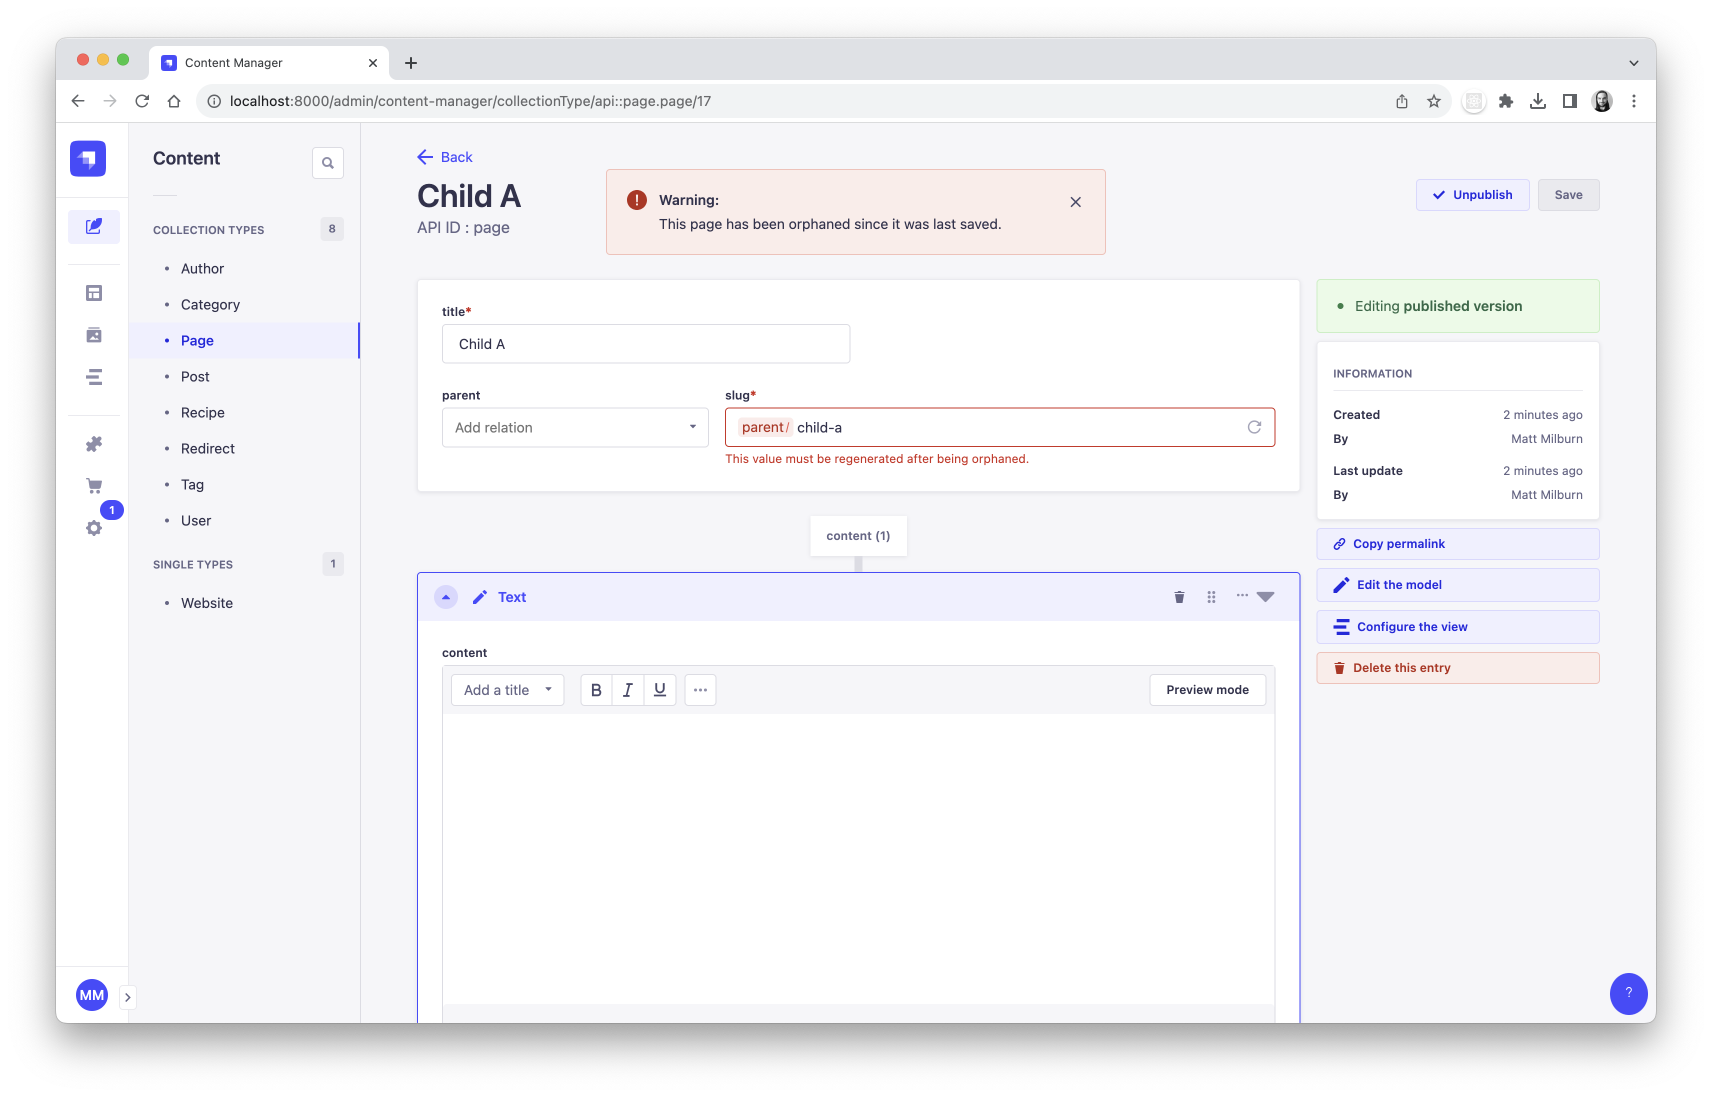 Content Manager
localhost:8000/admin/content-manager/collectionType/api::page.page/17
Content
COLLECTION TYPES 8
Author
Category
Page
Post
Recipe
Redirect
Tag
User
SINGLE TYPES 1
Website
1
MM
Back
Child A
API ID : page
Warning:
This page has been orphaned since it was last saved.
Unpublish
Save
title*
Child A
parent
Add relation
slug*
parent/ child-a
This value must be regenerated after being orphaned.
content (1)
Text
content
Add a title
B I U
Preview mode
Editing published version
INFORMATION
Created 2 minutes ago
By Matt Milburn
Last update 2 minutes ago
By Matt Milburn
Copy permalink
Edit the model
Configure the view
Delete this entry
?